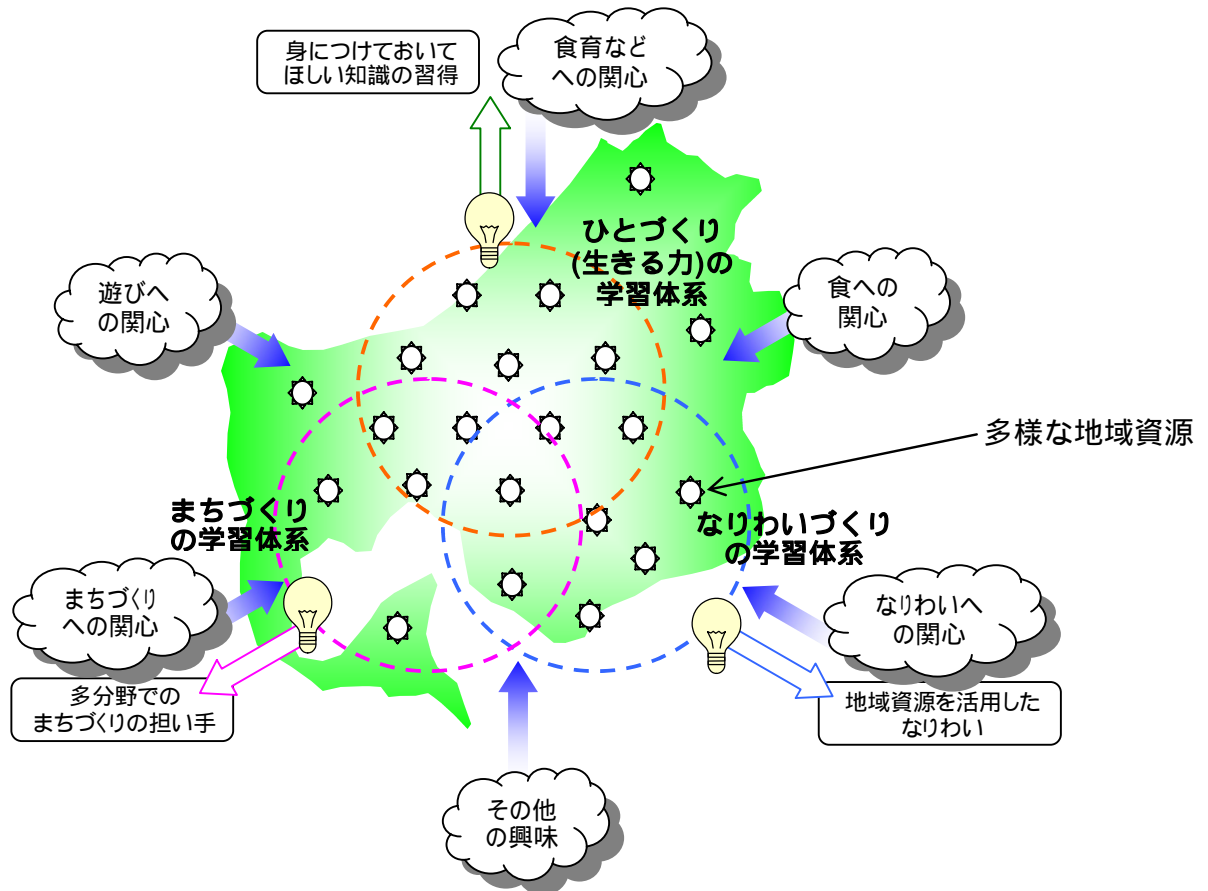 身につけておいて
ほしい知識の習得
食育など
への関心
ひとづくり
(生きる力)の
学習体系
遊びへ
の関心
食への
関心
多様な地域資源
まちづくり
の学習体系
なりわいづくり
の学習体系
まちづくり
への関心
なりわいへ
の関心
多分野での
まちづくりの担い手
地域資源を活用した
なりわい
その他
の興味